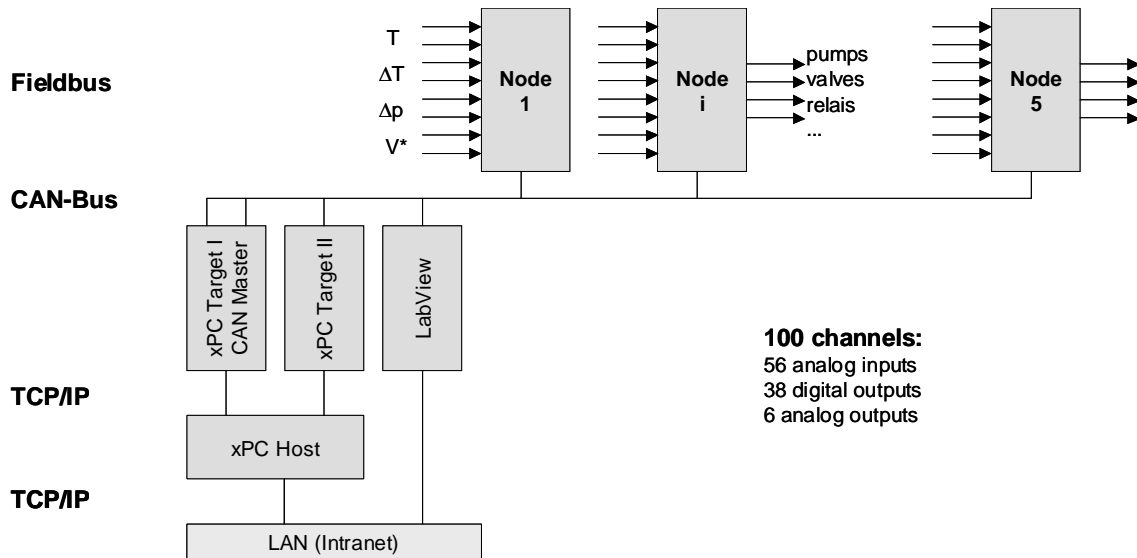 Fieldbus
T
ΔT
Δp
V*
Node
1
Node
i
pumps
valves
relais
...
Node
5
CAN-Bus
xPC Target I
CAN Master
xPC Target II
LabView
100 channels:
56 analog inputs
38 digital outputs
6 analog outputs
TCP/IP
xPC Host
TCP/IP
LAN (Intranet)